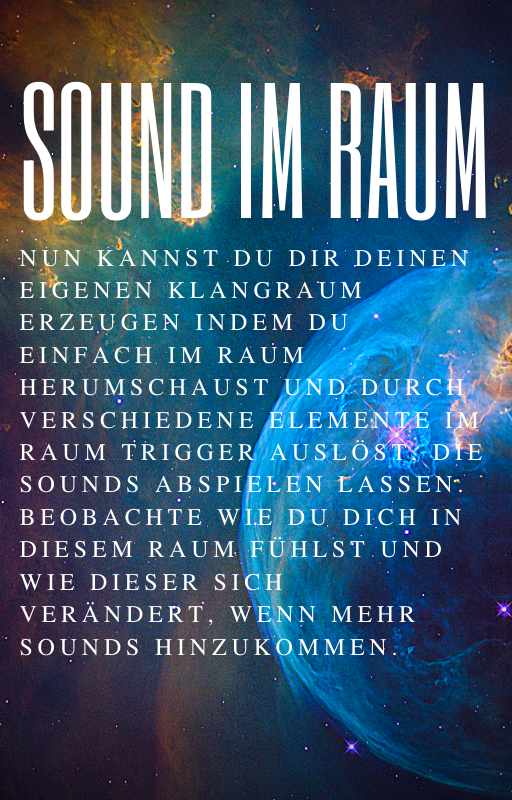 SOUND IM RAUM
NUN KANNST DU DIR DEINEN
EIGENEN KLANGRAUM
ERZEUGEN INDEM DU
EINFACH IM RAUM
HERUMSCHAUST UND DURCH
VERSCHIEDENE ELEMENTE IM
RAUM TRIGGER AUSLÖST, DIE
SOUNDS ABSPIELEN LASSEN.
BEOBACHTE WIE DU DICH IN
DIESEM RAUM FÜHLST UND
WIE DIESER SICH
VERÄNDERT, WENN MEHR
SOUNDS HINZUKOMMEN.